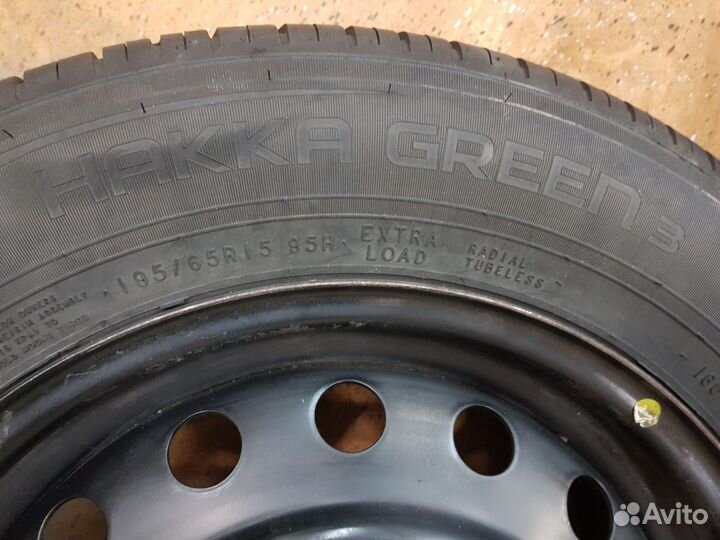 HAKKA GREEN 3
195/65R15 95H EXTRA LOAD
RADIAL
TUBELESS
Avito